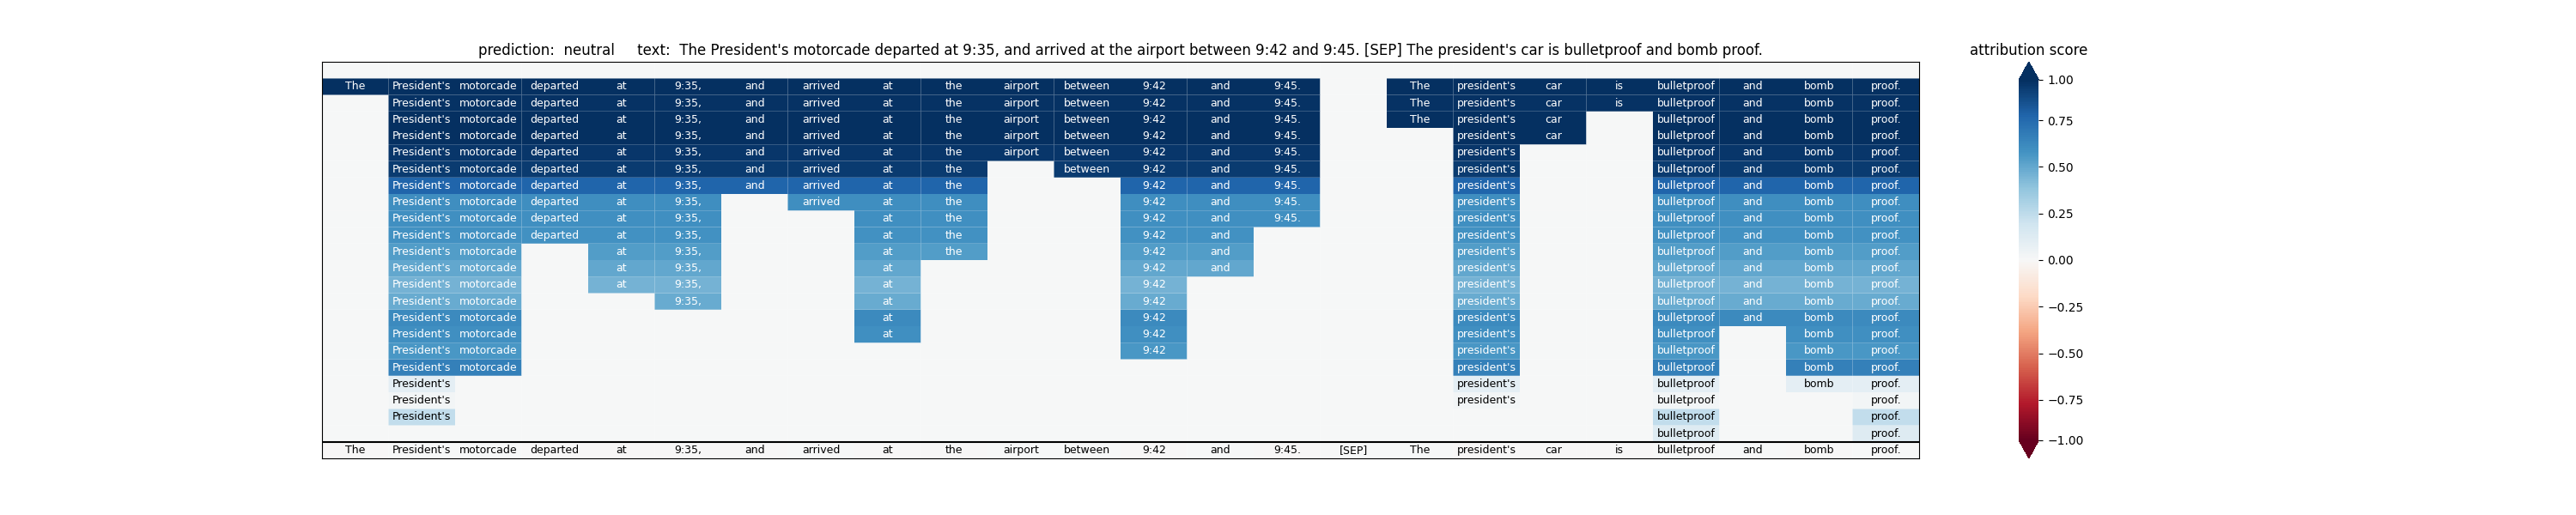 prediction: neutral text: The President's motorcade departed at 9:35, and arrived at the airport between 9:42 and 9:45. [SEP] The president's car is bulletproof and bomb proof.
The President's motorcade departed at 9:35, and arrived at the airport between 9:42 and 9:45. The president's car is bulletproof and bomb proof.
President's motorcade departed at 9:35, and arrived at the airport between 9:42 and 9:45. The president's car is bulletproof and bomb proof.
President's motorcade departed at 9:35, and arrived at the airport between 9:42 and 9:45. The president's car bulletproof and bomb proof.
President's motorcade departed at 9:35, and arrived at the airport between 9:42 and 9:45. president's car bulletproof and bomb proof.
President's motorcade departed at 9:35, and arrived at the airport between 9:42 and 9:45. president's bulletproof and bomb proof.
President's motorcade departed at 9:35, and arrived at the between 9:42 and 9:45. president's bulletproof and bomb proof.
President's motorcade departed at 9:35, and arrived at the 9:42 and 9:45. president's bulletproof and bomb proof.
President's motorcade departed at 9:35, arrived at the 9:42 and 9:45. president's bulletproof and bomb proof.
President's motorcade departed at 9:35, at the 9:42 and 9:45. president's bulletproof and bomb proof.
President's motorcade departed at 9:35, at the 9:42 and president's bulletproof and bomb proof.
President's motorcade at 9:35, at the 9:42 and president's bulletproof and bomb proof.
President's motorcade at 9:35, at 9:42 and president's bulletproof and bomb proof.
President's motorcade at 9:35, at 9:42 president's bulletproof and bomb proof.
President's motorcade 9:35, at 9:42 president's bulletproof and bomb proof.
President's motorcade at 9:42 president's bulletproof and bomb proof.
President's motorcade at 9:42 president's bulletproof bomb proof.
President's motorcade 9:42 president's bulletproof bomb proof.
President's motorcade president's bulletproof bomb proof.
President's president's bulletproof bomb proof.
President's president's bulletproof proof.
President's bulletproof proof.
bulletproof proof.
The President's motorcade departed at 9:35, and arrived at the airport between 9:42 and 9:45. [SEP] The president's car is bulletproof and bomb proof.
attribution score
1.00
0.75
0.50
0.25
0.00
−0.25
−0.50
−0.75
−1.00